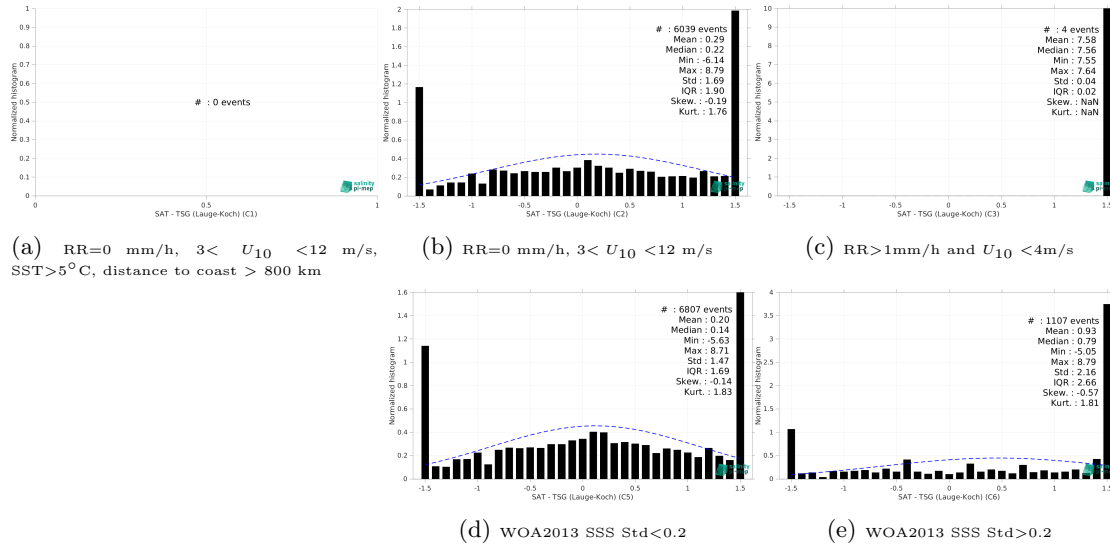 1
0.9
0.8
0.7
0.6
0.5
0.4
0.3
0.2
0.1
0
Normalized histogram
# : 0 events
0 0.5 1
SAT - TSG (Lauge-Koch) (C1)
salinity
pi-mep
(a) RR=0 mm/h, 3< U10 <12 m/s,
SST>5°C, distance to coast > 800 km
2
1.8
1.6
1.4
1.2
1
0.8
0.6
0.4
0.2
0
Normalized histogram
# : 6039 events
Mean : 0.29
Median : 0.22
Min : -6.14
Max : 8.79
Std : 1.69
IQR : 1.90
Skew. : -0.19
Kurt. : 1.76
-1.5 -1 -0.5 0 0.5 1 1.5
SAT - TSG (Lauge-Koch) (C2)
salinity
pi-mep
(b) RR=0 mm/h, 3< U10 <12 m/s
10
9
8
7
6
5
4
3
2
1
0
Normalized histogram
# : 4 events
Mean : 7.58
Median : 7.56
Min : 7.55
Max : 7.64
Std : 0.04
IQR : 0.02
Skew. : NaN
Kurt. : NaN
-1.5 -1 -0.5 0 0.5 1 1.5
SAT - TSG (Lauge-Koch) (C3)
salinity
pi-mep
(c) RR>1mm/h and U10 <4m/s
1.6
1.4
1.2
1
0.8
0.6
0.4
0.2
0
Normalized histogram
# : 6807 events
Mean : 0.20
Median : 0.14
Min : -5.63
Max : 8.71
Std : 1.47
IQR : 1.69
Skew. : -0.14
Kurt. : 1.83
-1.5 -1 -0.5 0 0.5 1 1.5
SAT - TSG (Lauge-Koch) (C5)
salinity
pi-mep
(d) WOA2013 SSS Std<0.2
4
3.5
3
2.5
2
1.5
1
0.5
0
Normalized histogram
# : 1107 events
Mean : 0.93
Median : 0.79
Min : -5.05
Max : 8.79
Std : 2.16
IQR : 2.66
Skew. : -0.57
Kurt. : 1.81
-1.5 -1 -0.5 0 0.5 1 1.5
SAT - TSG (Lauge-Koch) (C6)
salinity
pi-mep
(e) WOA2013 SSS Std>0.2